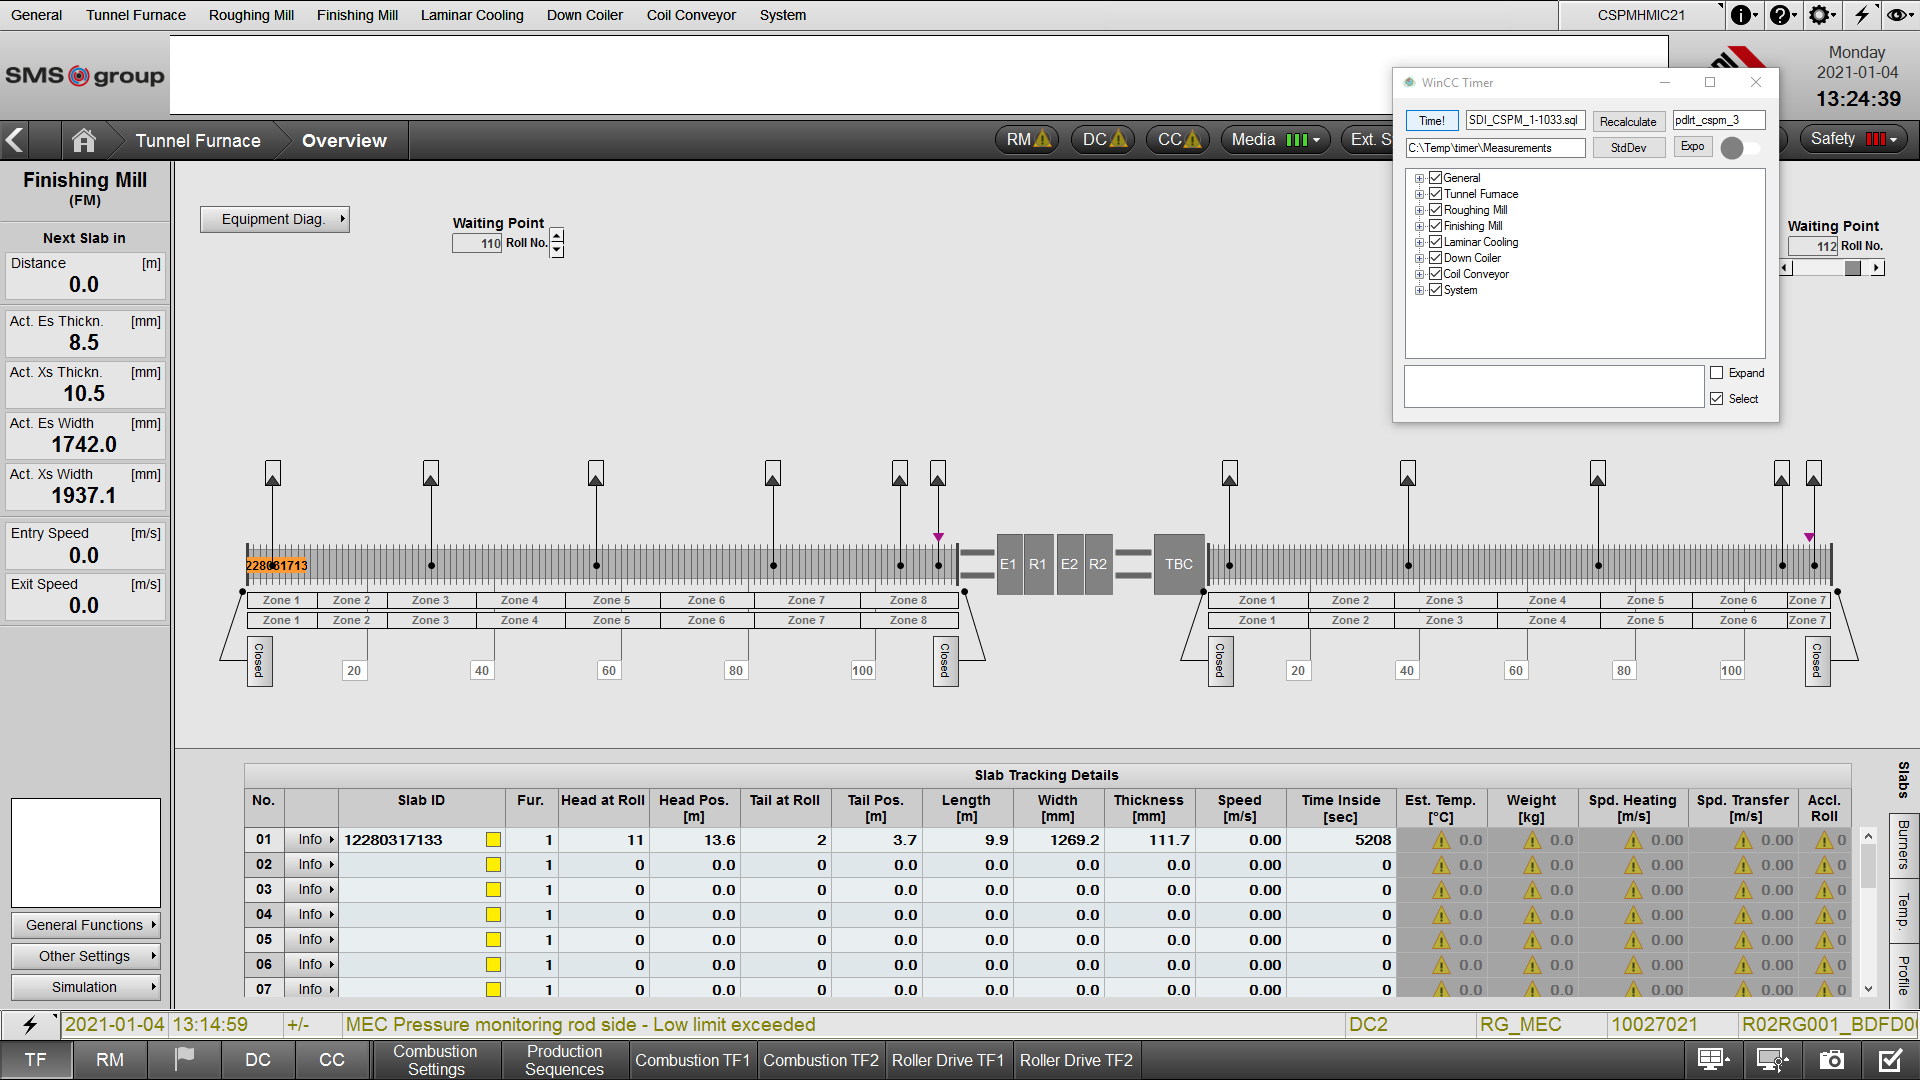 General Tunnel Furnace Roughing Mill Finishing Mill Laminar Cooling Down Coiler Coil Conveyor System CSPMHMIC21
SMS group
Monday
2021-01-04
13:24:39
Tunnel Furnace Overview RM DC CC Media Ext. S Safety
WinCC Timer
Time! SDI_CSPM_1-1033.sql Recalculate pdlrt_cspm_3
C:\Temp\timer\Measurements StdDev Expo
General
Tunnel Furnace
Roughing Mill
Finishing Mill
Laminar Cooling
Down Coiler
Coil Conveyor
System
Expand
Select
Finishing Mill
(FM)
Next Slab in
Distance [m]
0.0
Act. Es Thickn. [mm]
8.5
Act. Xs Thickn. [mm]
10.5
Act. Es Width [mm]
1742.0
Act. Xs Width [mm]
1937.1
Entry Speed [m/s]
0.0
Exit Speed [m/s]
0.0
General Functions
Other Settings
Simulation
Equipment Diag.
Waiting Point
110 Roll No.
Waiting Point
112 Roll No.
228031713
E1 R1 E2 R2 TBC
Zone 1 Zone 2 Zone 3 Zone 4 Zone 5 Zone 6 Zone 7 Zone 8 Zone 1 Zone 2 Zone 3 Zone 4 Zone 5 Zone 6 Zone 7
Zone 1 Zone 2 Zone 3 Zone 4 Zone 5 Zone 6 Zone 7 Zone 8 Zone 1 Zone 2 Zone 3 Zone 4 Zone 5 Zone 6 Zone 7
Closed 20 40 60 80 100 Closed Closed 20 40 60 80 100 Closed
Slab Tracking Details
No. Slab ID Fur. Head at Roll Head Pos. [m] Tail at Roll Tail Pos. [m] Length [m] Width [mm] Thickness [mm] Speed [m/s] Time Inside [sec] Est. Temp. [°C] Weight [kg] Spd. Heating [m/s] Spd. Transfer [m/s] Accl. Roll
01 Info 12280317133 1 11 13.6 2 3.7 9.9 1269.2 111.7 0.00 5208 0.0 0.0 0.00 0.00 0
02 Info 1 0 0.0 0 0.0 0.0 0.0 0.0 0.00 0 0.0 0.0 0.00 0.00 0
03 Info 1 0 0.0 0 0.0 0.0 0.0 0.0 0.00 0 0.0 0.0 0.00 0.00 0
04 Info 1 0 0.0 0 0.0 0.0 0.0 0.0 0.00 0 0.0 0.0 0.00 0.00 0
05 Info 1 0 0.0 0 0.0 0.0 0.0 0.0 0.00 0 0.0 0.0 0.00 0.00 0
06 Info 1 0 0.0 0 0.0 0.0 0.0 0.0 0.00 0 0.0 0.0 0.00 0.00 0
07 Info 1 0 0.0 0 0.0 0.0 0.0 0.0 0.00 0 0.0 0.0 0.00 0.00 0
Slabs
Burners
Temp.
Profile
2021-01-04 13:14:59 +/- MEC Pressure monitoring rod side - Low limit exceeded DC2 RG_MEC 10027021
TF RM DC CC Combustion Settings Production Sequences Combustion TF1 Combustion TF2 Roller Drive TF1 Roller Drive TF2